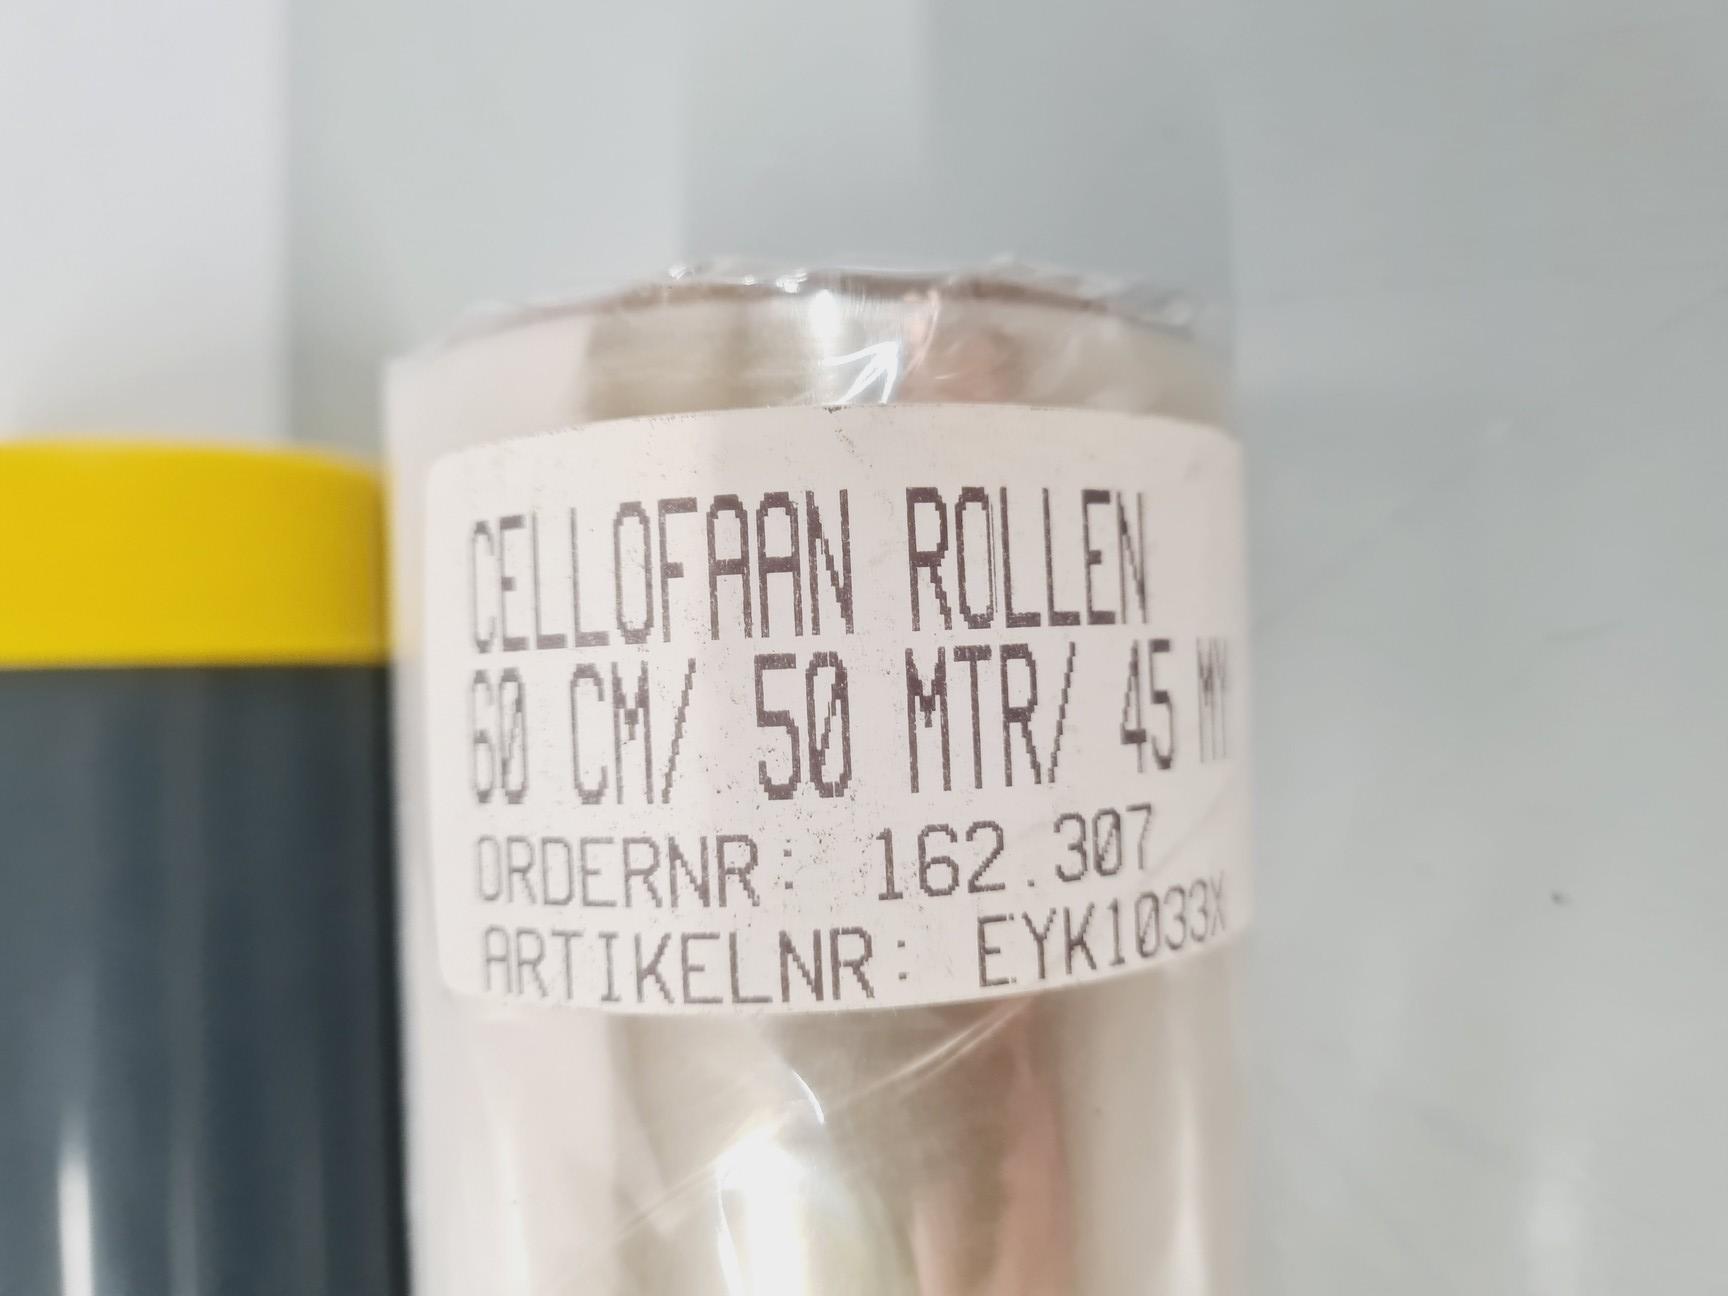 CELLOFAAN ROLLEN
60 CM/ 50 MTR/ 45 MY
ORDERNR: 162.307
ARTIKELNR: EYK1033X